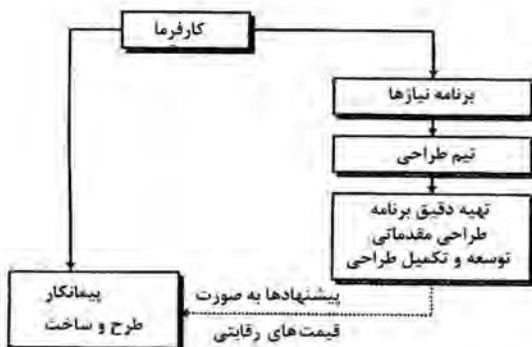 کارفرما
برنامه نیازها
تیم طراحی
تهیه دقیق برنامه
طراحی مقدماتی
توسعه و تکمیل طراحی
پیشنهادها به صورت
قیمت‌های رقابتی
پیمانکار
طرح و ساخت